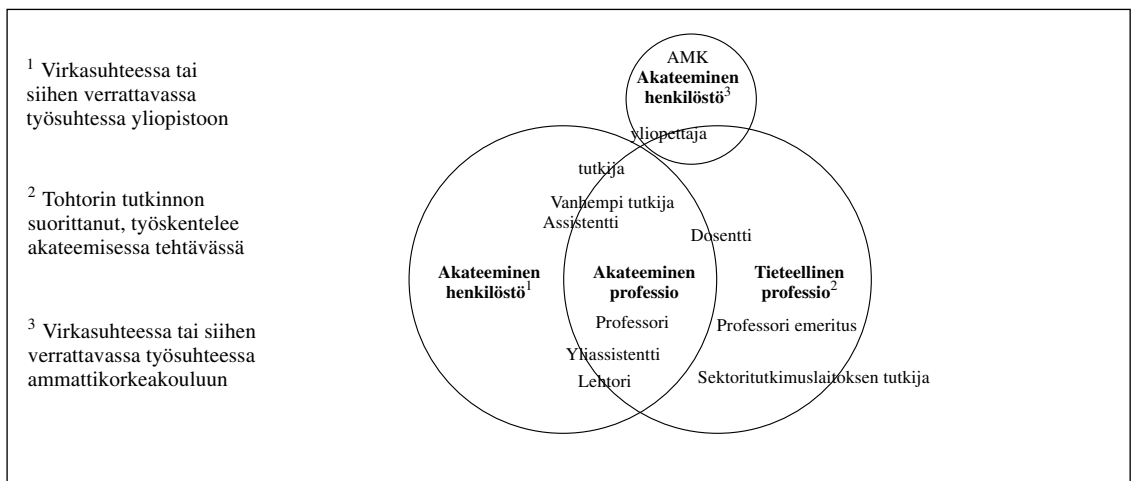 ¹ Virkasuhteessa tai
siihen verrattavassa
työsuhtessa yliopistoon
² Tohtorin tutkinnon
suorittanut, työskentelee
akateemisessa tehtävässä
³ Virkasuhteessa tai siihen
verrattavassa työsuhteessa
ammattikorkeakouluun
AMK
Akateeminen
henkilöstö³
yliopettaja
tutkija
Vanhempi tutkija
Assistentti
Dosentti
Akateeminen
henkilöstö¹
Akateeminen
professio
Tieteellinen
professio²
Professori
Professori emeritus
Yliassistentti
Lehtori
Sektoritutkimuslaitoksen tutkija